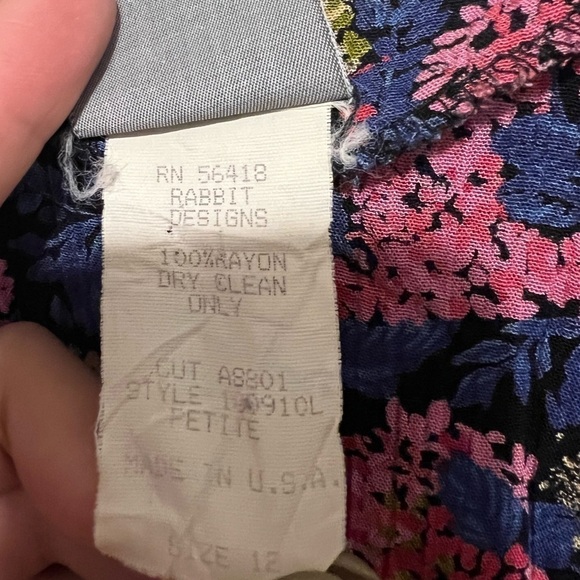 RN 56418
RABBIT
DESIGNS
100%RAYON
DRY CLEAN
ONLY
CUT A8801
STYLE
PETITE
MADE IN U.S.A.
SIZE 12